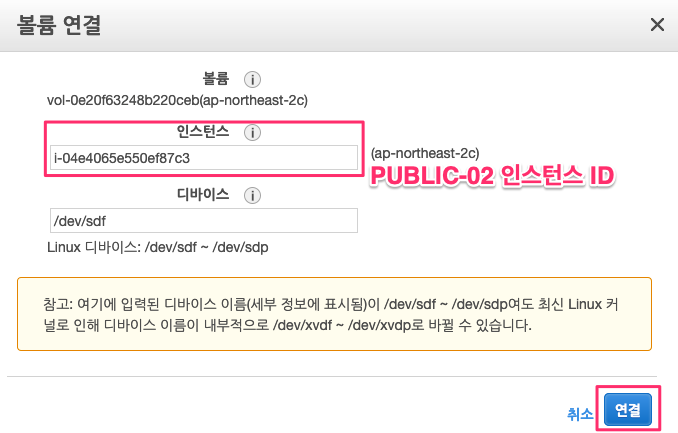 볼륨 연결
볼륨
vol-0e20f63248b220ceb(ap-northeast-2c)
인스턴스
i-04e4065e550ef87c3
(ap-northeast-2c)
PUBLIC-02 인스턴스 ID
디바이스
/dev/sdf
Linux 디바이스: /dev/sdf ~ /dev/sdp
참고: 여기에 입력된 디바이스 이름(세부 정보에 표시됨)이 /dev/sdf ~ /dev/sdp여도 최신 Linux 커
널로 인해 디바이스 이름이 내부적으로 /dev/xvdf ~ /dev/xvdp로 바뀔 수 있습니다.
취소
연결